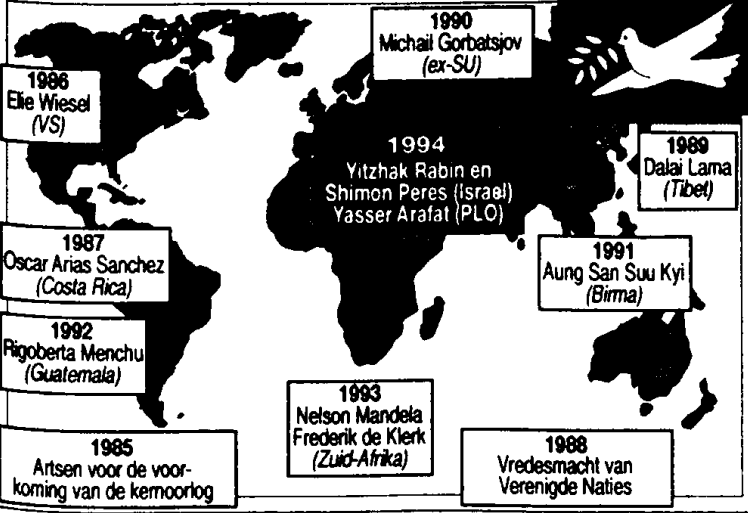 1990
Michail Gorbatsjov
(ex-SU)
1986
Elie Wiesel
(VS)
1994
Yitzhak Rabin en
Shimon Peres (Israel)
Yasser Arafat (PLO)
1989
Dalai Lama
(Tibet)
1987
Oscar Arias Sanchez
(Costa Rica)
1991
Aung San Suu Kyi
(Birma)
1992
Rigoberta Menchu
(Guatemala)
1993
Nelson Mandela
Frederik de Klerk
(Zuid-Afrika)
1985
Artsen voor de voor-
koming van de kernoorlog
1988
Vredesmacht van
Verenigde Naties